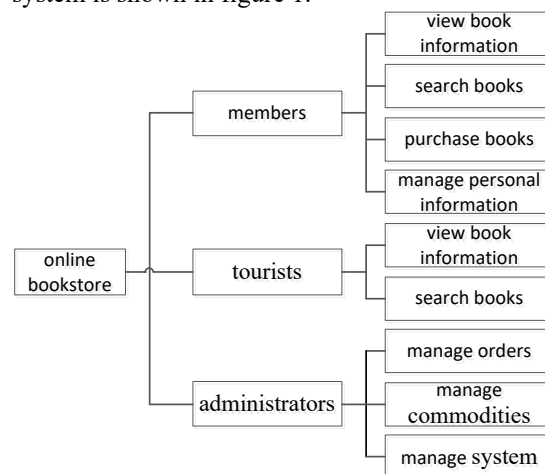 system is shown in figure 1.
view book
information
search books
members
purchase books
manage personal
information
online
bookstore
tourists
view book
information
search books
administrators
manage orders
manage
commodities
manage system